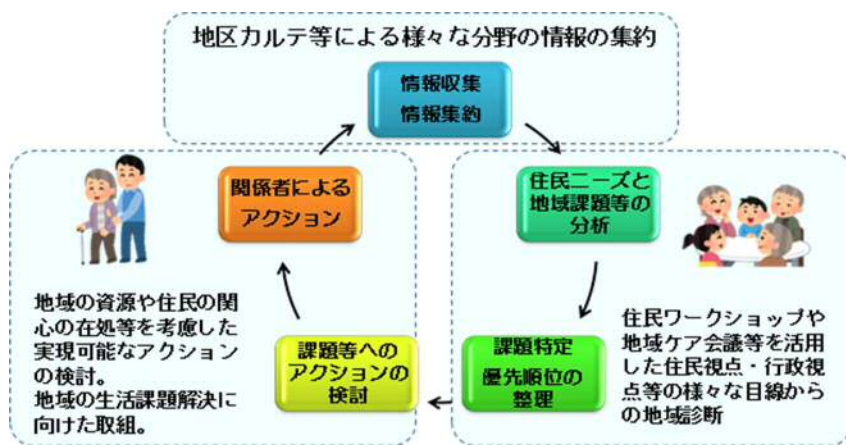 地区カルテ等による様々な分野の情報の集約
情報収集
情報集約
関係者による
アクション
住民ニーズと
地域課題等の
分析
地域の資源や住民の関
心の在処等を考慮した
実現可能なアクション
の検討。
地域の生活課題解決に
向けた取組。
課題等への
アクションの
検討
課題特定
優先順位の
整理
住民ワークショップや
地域ケア会議等を活用
した住民視点・行政視
点等の様々な目線から
の地域診断